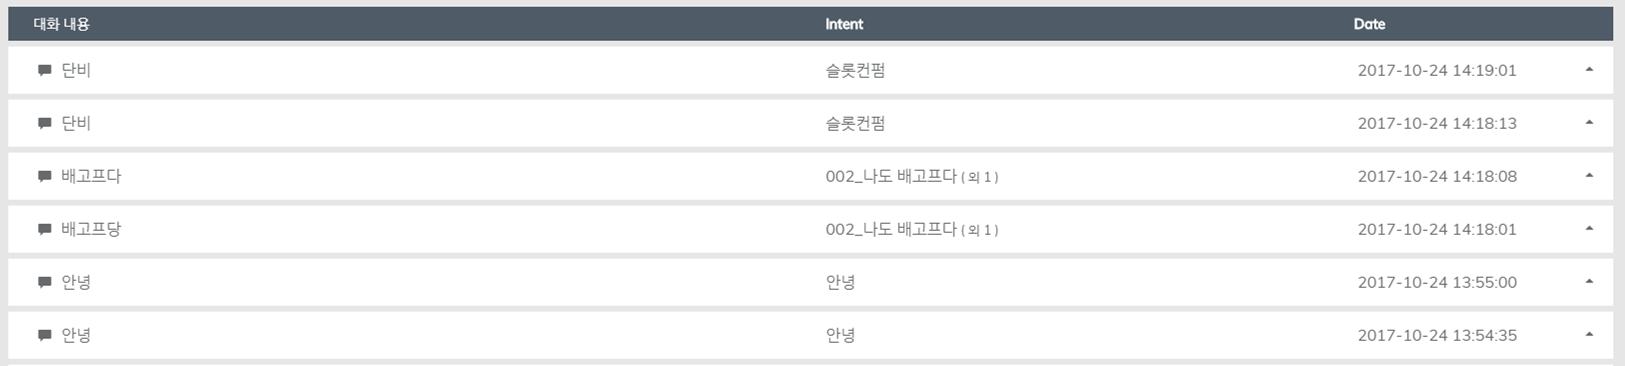 대화 내용 Intent Date
단비 슬롯컨펌 2017-10-24 14:19:01
단비 슬롯컨펌 2017-10-24 14:18:13
배고프다 002_나도 배고프다 ( 외 1 ) 2017-10-24 14:18:08
배고프당 002_나도 배고프다 ( 외 1 ) 2017-10-24 14:18:01
안녕 안녕 2017-10-24 13:55:00
안녕 안녕 2017-10-24 13:54:35